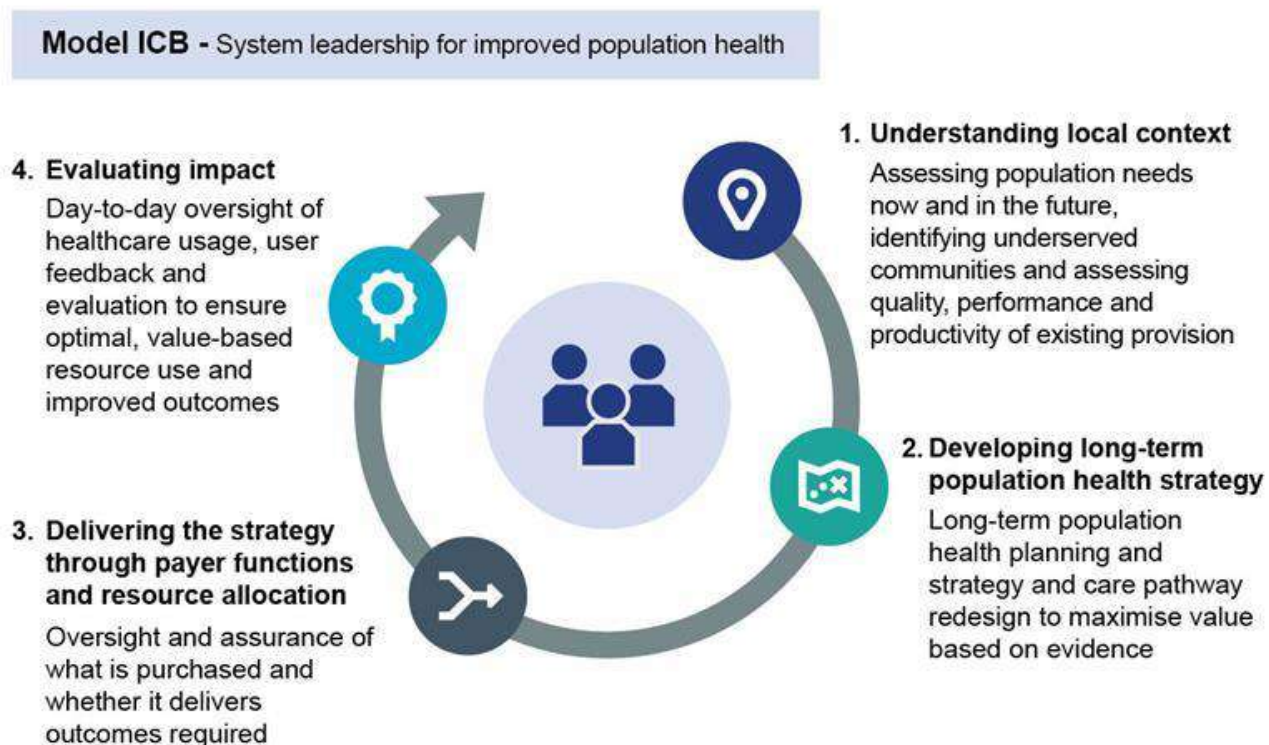 Model ICB - System leadership for improved population health
1. Understanding local context
Assessing population needs
now and in the future,
identifying underserved
communities and assessing
quality, performance and
productivity of existing provision
2. Developing long-term
population health strategy
Long-term population
health planning and
strategy and care pathway
redesign to maximise value
based on evidence
3. Delivering the strategy
through payer functions
and resource allocation
Oversight and assurance of
what is purchased and
whether it delivers
outcomes required
4. Evaluating impact
Day-to-day oversight of
healthcare usage, user
feedback and
evaluation to ensure
optimal, value-based
resource use and
improved outcomes